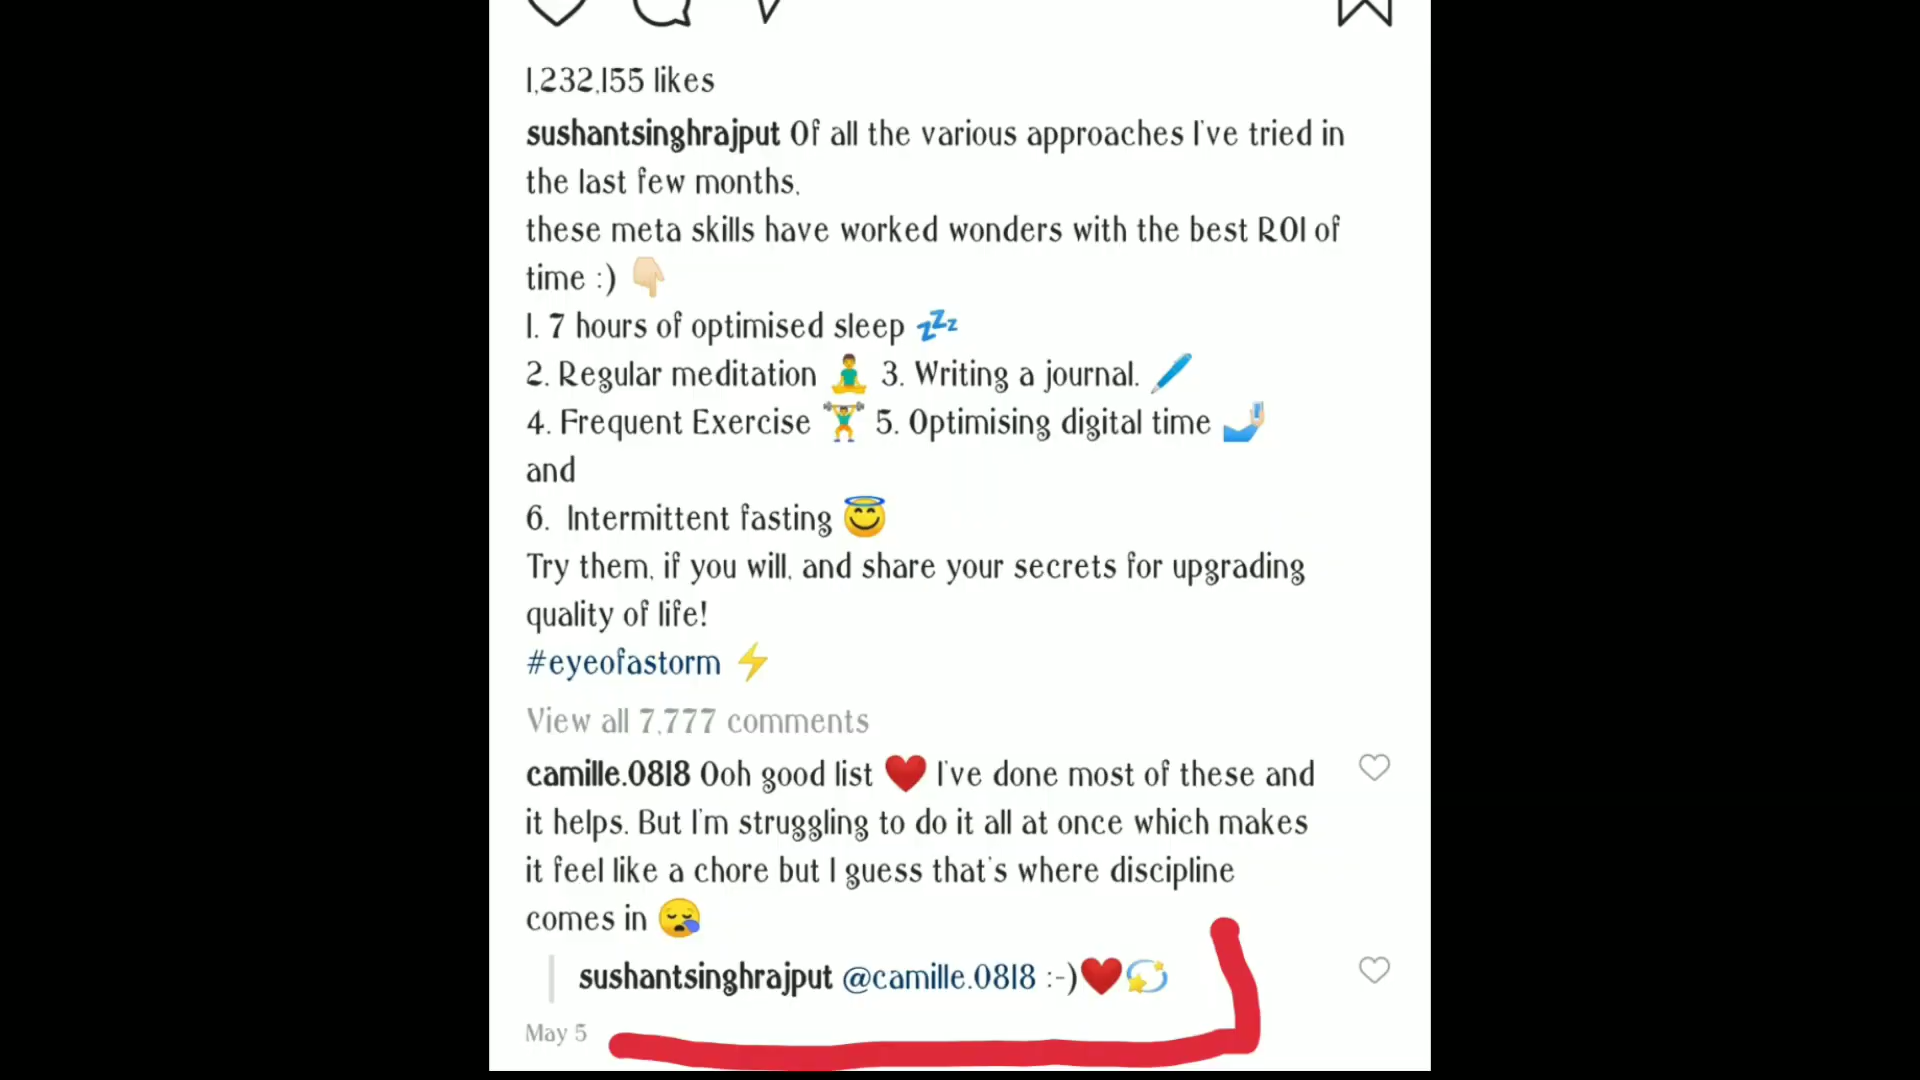 1,232,155 likes
sushantsinghrajput Of all the various approaches I've tried in
the last few months,
these meta skills have worked wonders with the best ROI of
time :) 👇🏻
1. 7 hours of optimised sleep 💤
2. Regular meditation 🧘‍♂️ 3. Writing a journal. 🖊️
4. Frequent Exercise 🏋️‍♂️ 5. Optimising digital time 🤳🏻
and
6. Intermittent fasting 😇
Try them, if you will, and share your secrets for upgrading
quality of life!
#eyeofastorm ⚡
View all 7,777 comments
camille.0818 Ooh good list ❤️ I've done most of these and
it helps. But I'm struggling to do it all at once which makes
it feel like a chore but I guess that's where discipline
comes in 😪
sushantsinghrajput @camille.0818 :-)❤️💫
May 5